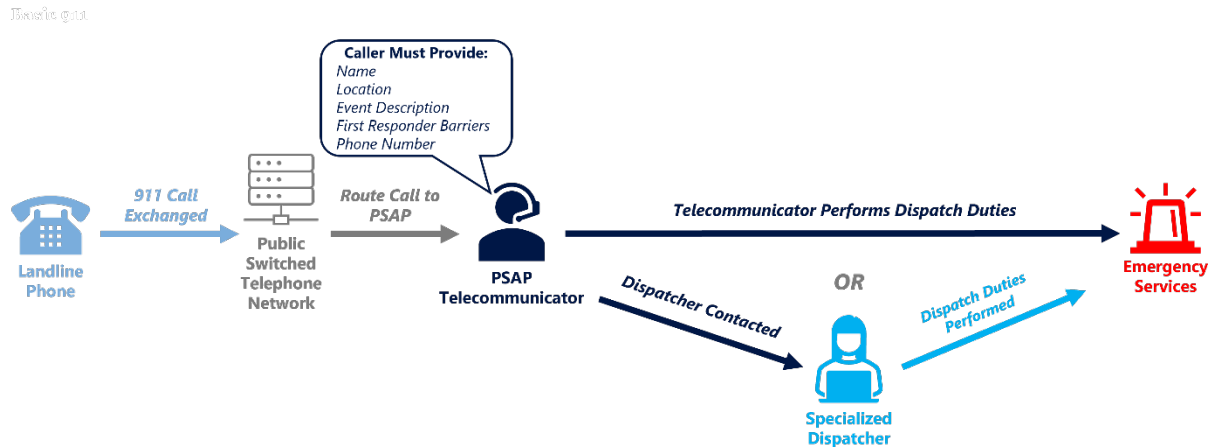 Basic 911
Caller Must Provide:
Name
Location
Event Description
First Responder Barriers
Phone Number
911 Call
Exchanged
Route Call to
PSAP
Telecommunicator Performs Dispatch Duties
Landline
Phone
Public
Switched
Telephone
Network
PSAP
Telecommunicator
Dispatcher Contacted
OR
Dispatch Duties
Performed
Emergency
Services
Specialized
Dispatcher